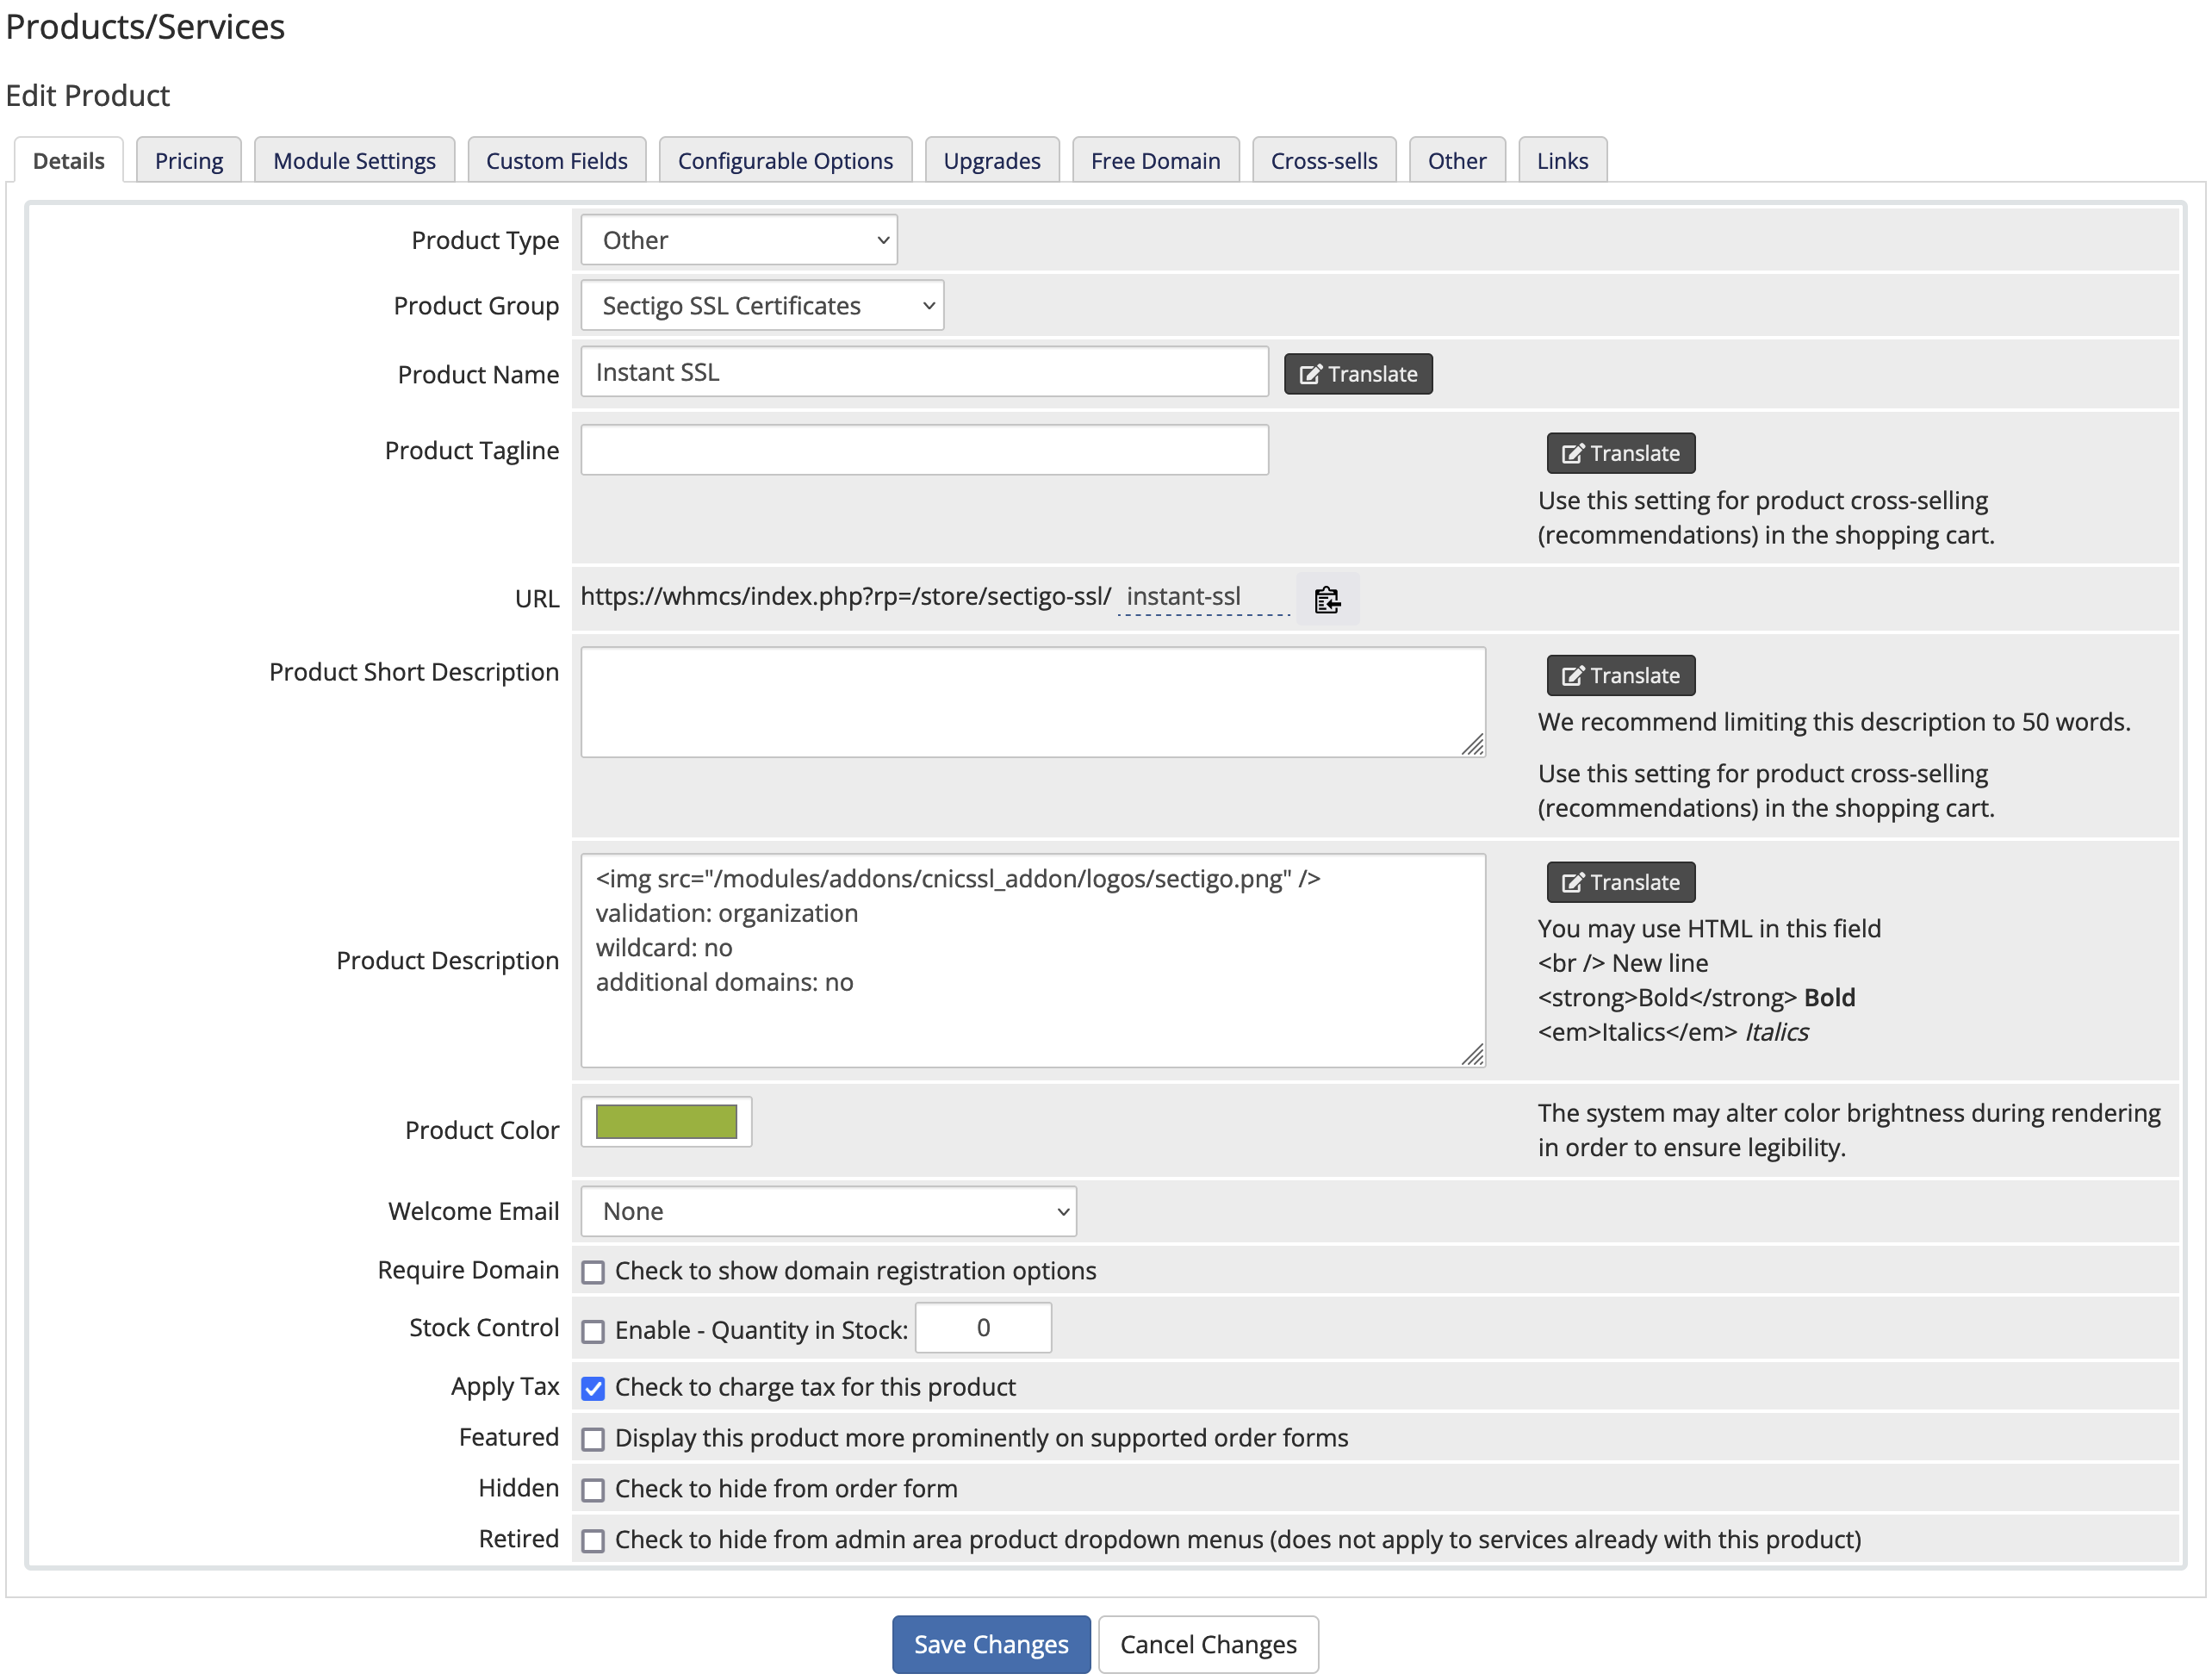 Products/Services
Edit Product
Details Pricing Module Settings Custom Fields Configurable Options Upgrades Free Domain Cross-sells Other Links
Product Type Other
Product Group Sectigo SSL Certificates
Product Name Instant SSL Translate
Product Tagline Translate
Use this setting for product cross-selling
(recommendations) in the shopping cart.
URL https://whmcs/index.php?rp=/store/sectigo-ssl/ instant-ssl
Product Short Description Translate
We recommend limiting this description to 50 words.
Use this setting for product cross-selling
(recommendations) in the shopping cart.
Product Description
<img src="/modules/addons/cnicssl_addon/logos/sectigo.png" />
validation: organization
wildcard: no
additional domains: no
Translate
You may use HTML in this field
<br /> New line
<strong>Bold</strong> Bold
<em>Italics</em> Italics
Product Color
The system may alter color brightness during rendering
in order to ensure legibility.
Welcome Email None
Require Domain Check to show domain registration options
Stock Control Enable - Quantity in Stock: 0
Apply Tax Check to charge tax for this product
Featured Display this product more prominently on supported order forms
Hidden Check to hide from order form
Retired Check to hide from admin area product dropdown menus (does not apply to services already with this product)
Save Changes Cancel Changes